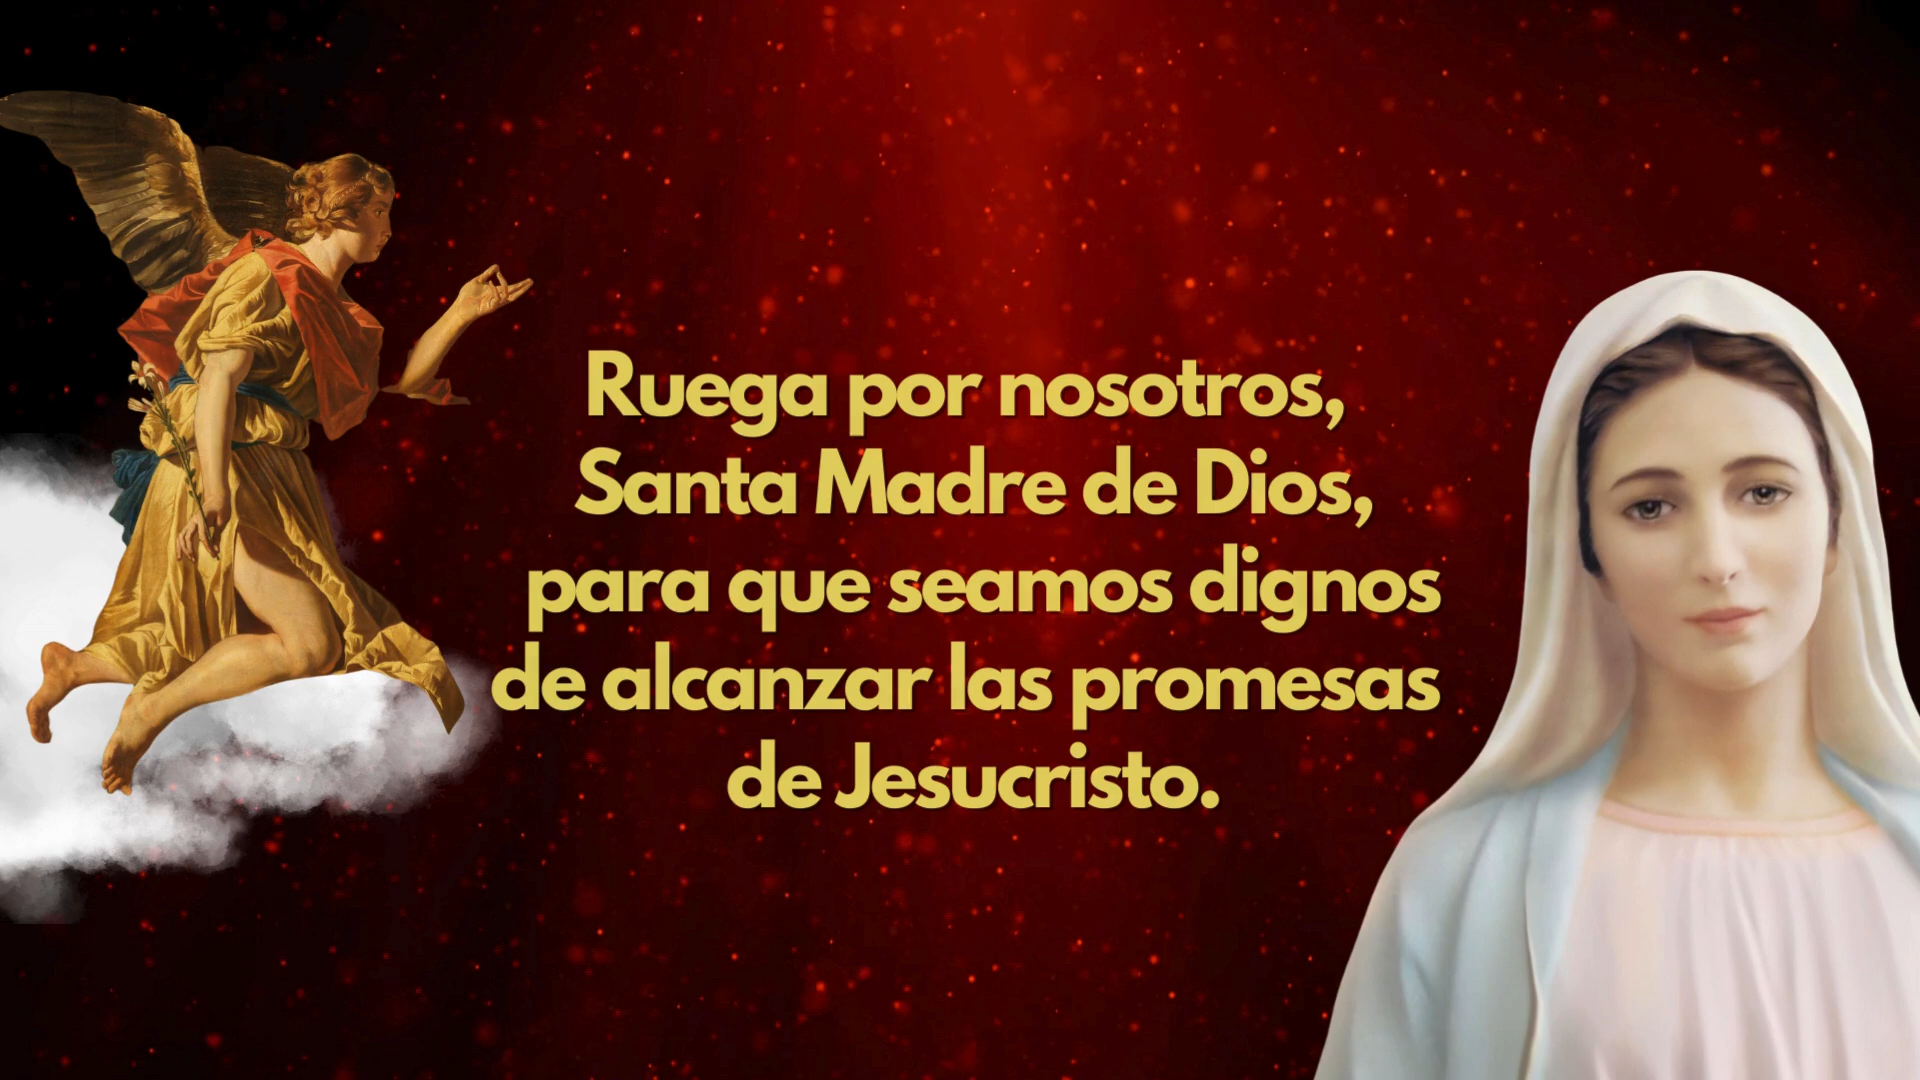 Ruega por nosotros,
Santa Madre de Dios,
para que seamos dignos
de alcanzar las promesas
de Jesucristo.